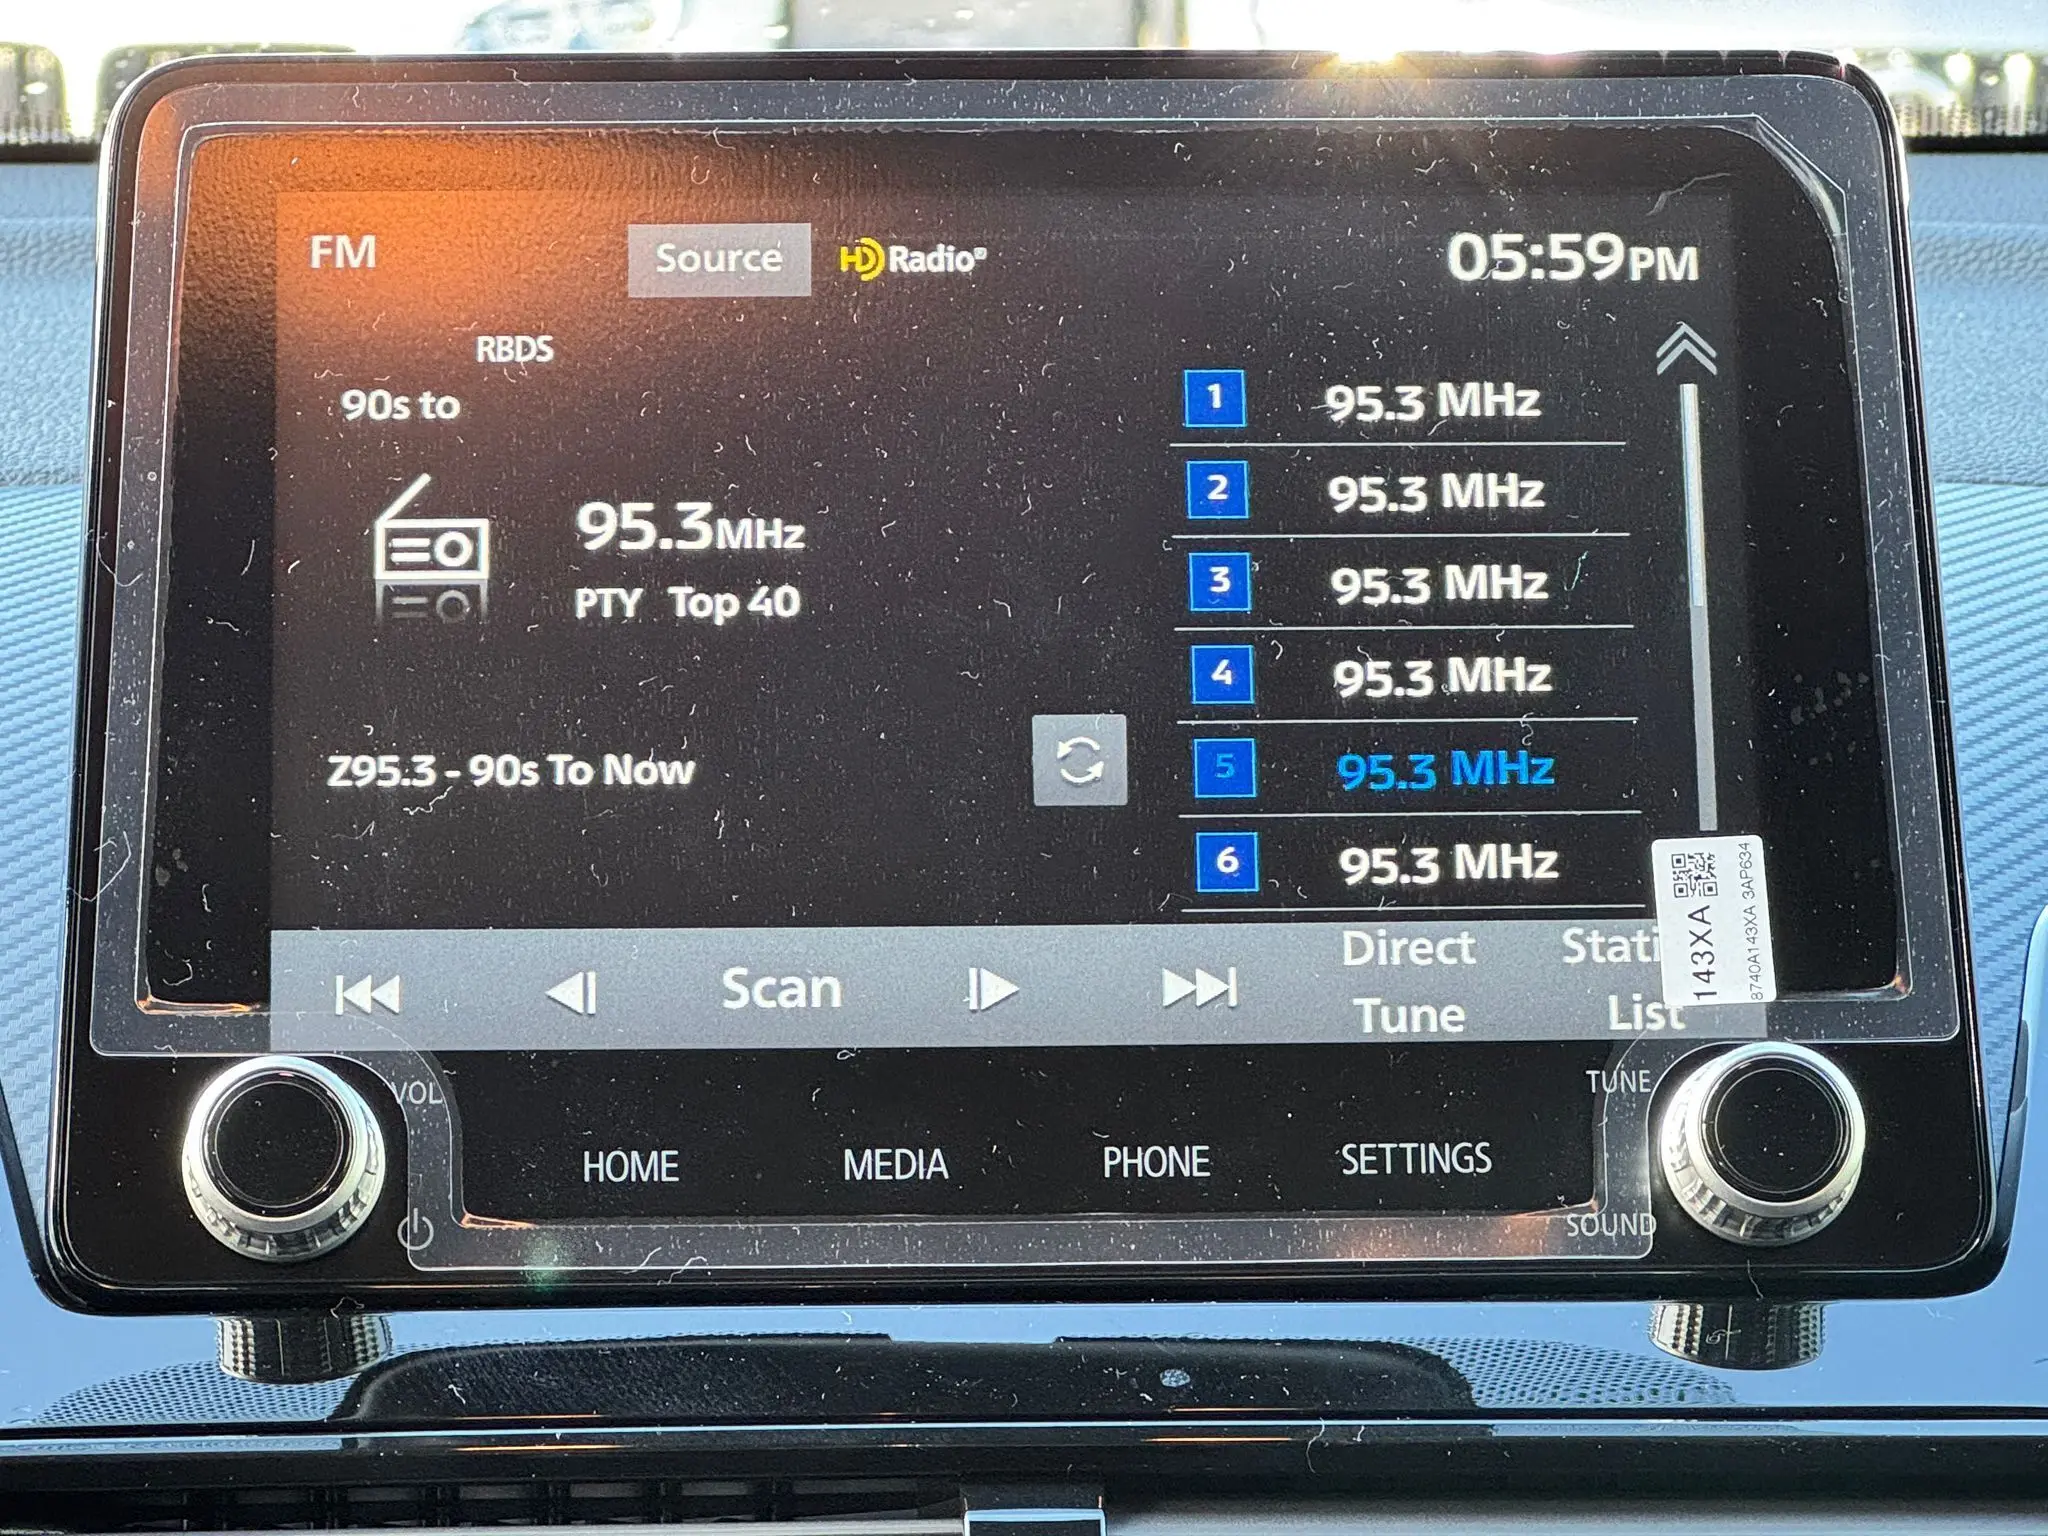 FM
Source
HD Radio
05:59PM
RBDS
90s to
95.3MHz
PTY Top 40
Z95.3 - 90s To Now
1 95.3 MHz
2 95.3 MHz
3 95.3 MHz
4 95.3 MHz
5 95.3 MHz
6 95.3 MHz
Scan
Direct
Tune
Stati
List
143XA
8740A143XA 3AP634
VOL
TUNE
HOME
MEDIA
PHONE
SETTINGS
SOUND